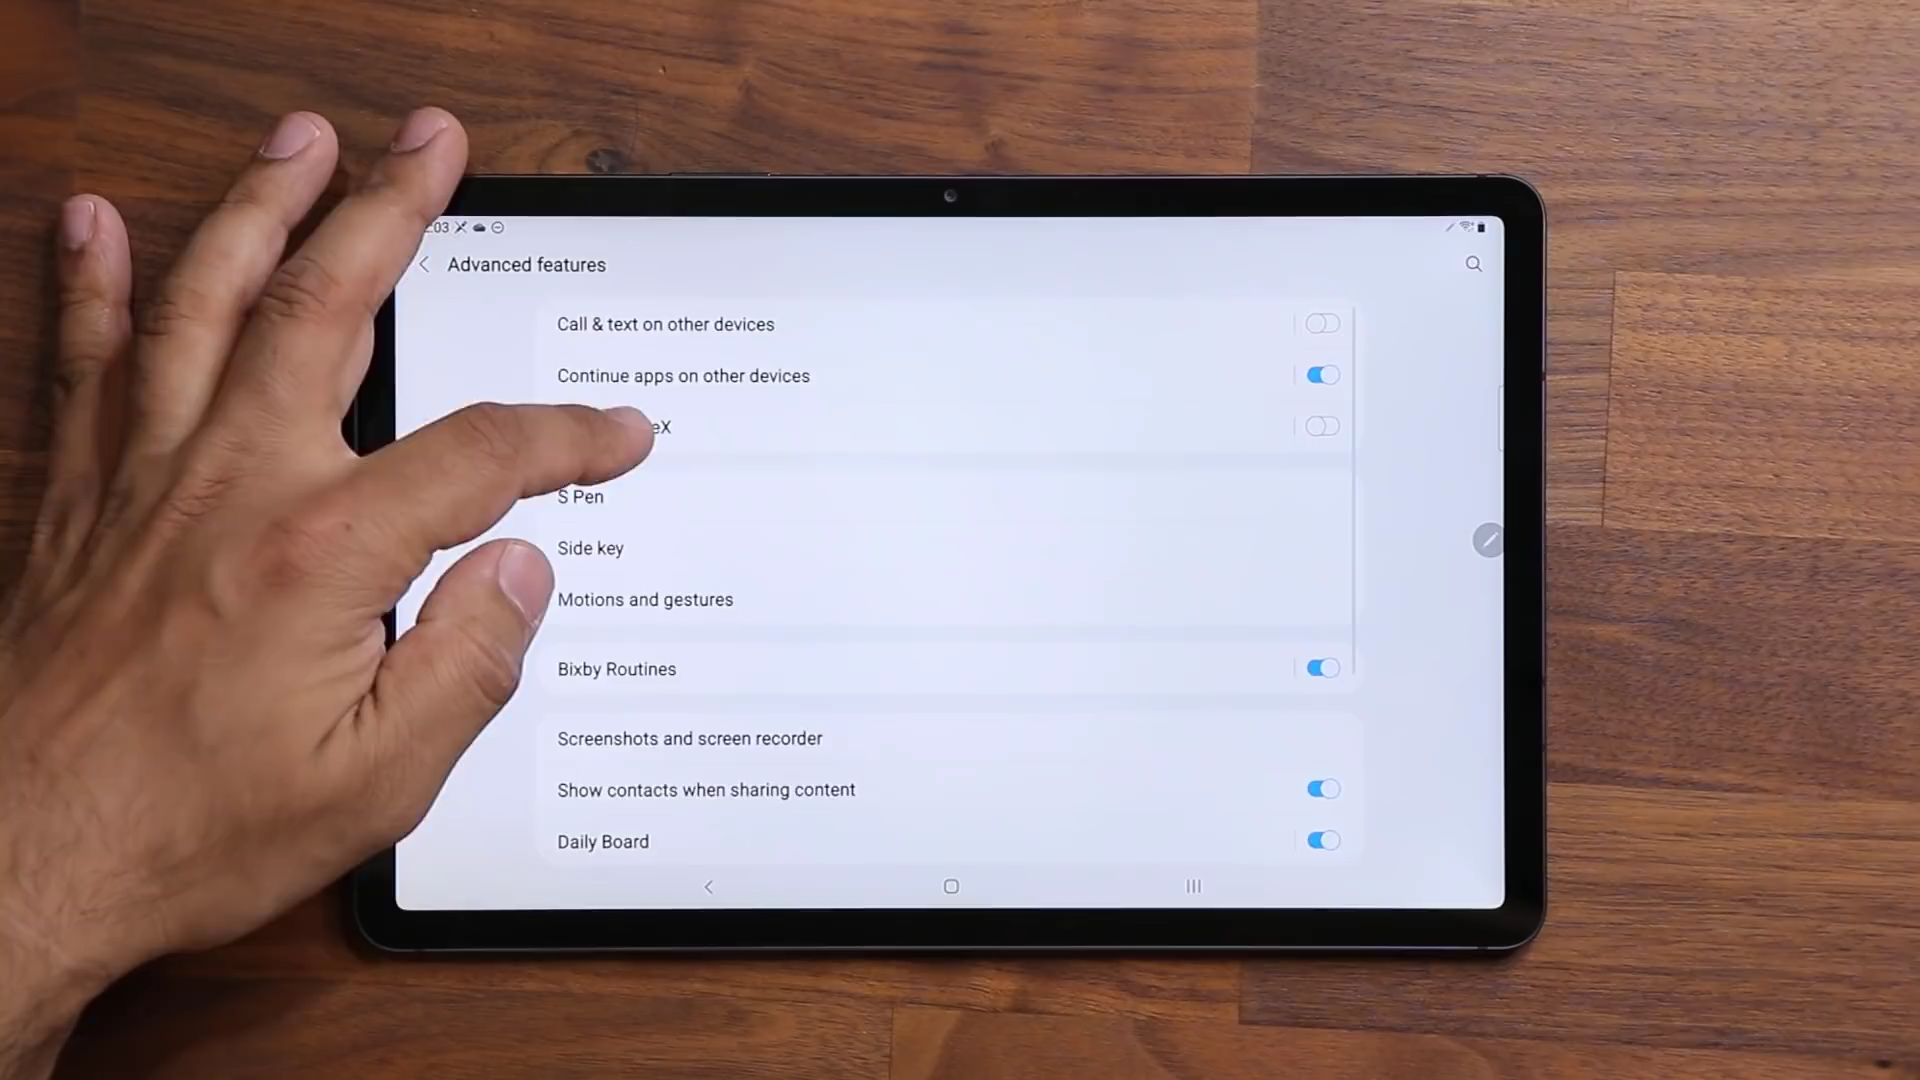 :03
Advanced features
Call & text on other devices
Continue apps on other devices
eX
S Pen
Side key
Motions and gestures
Bixby Routines
Screenshots and screen recorder
Show contacts when sharing content
Daily Board